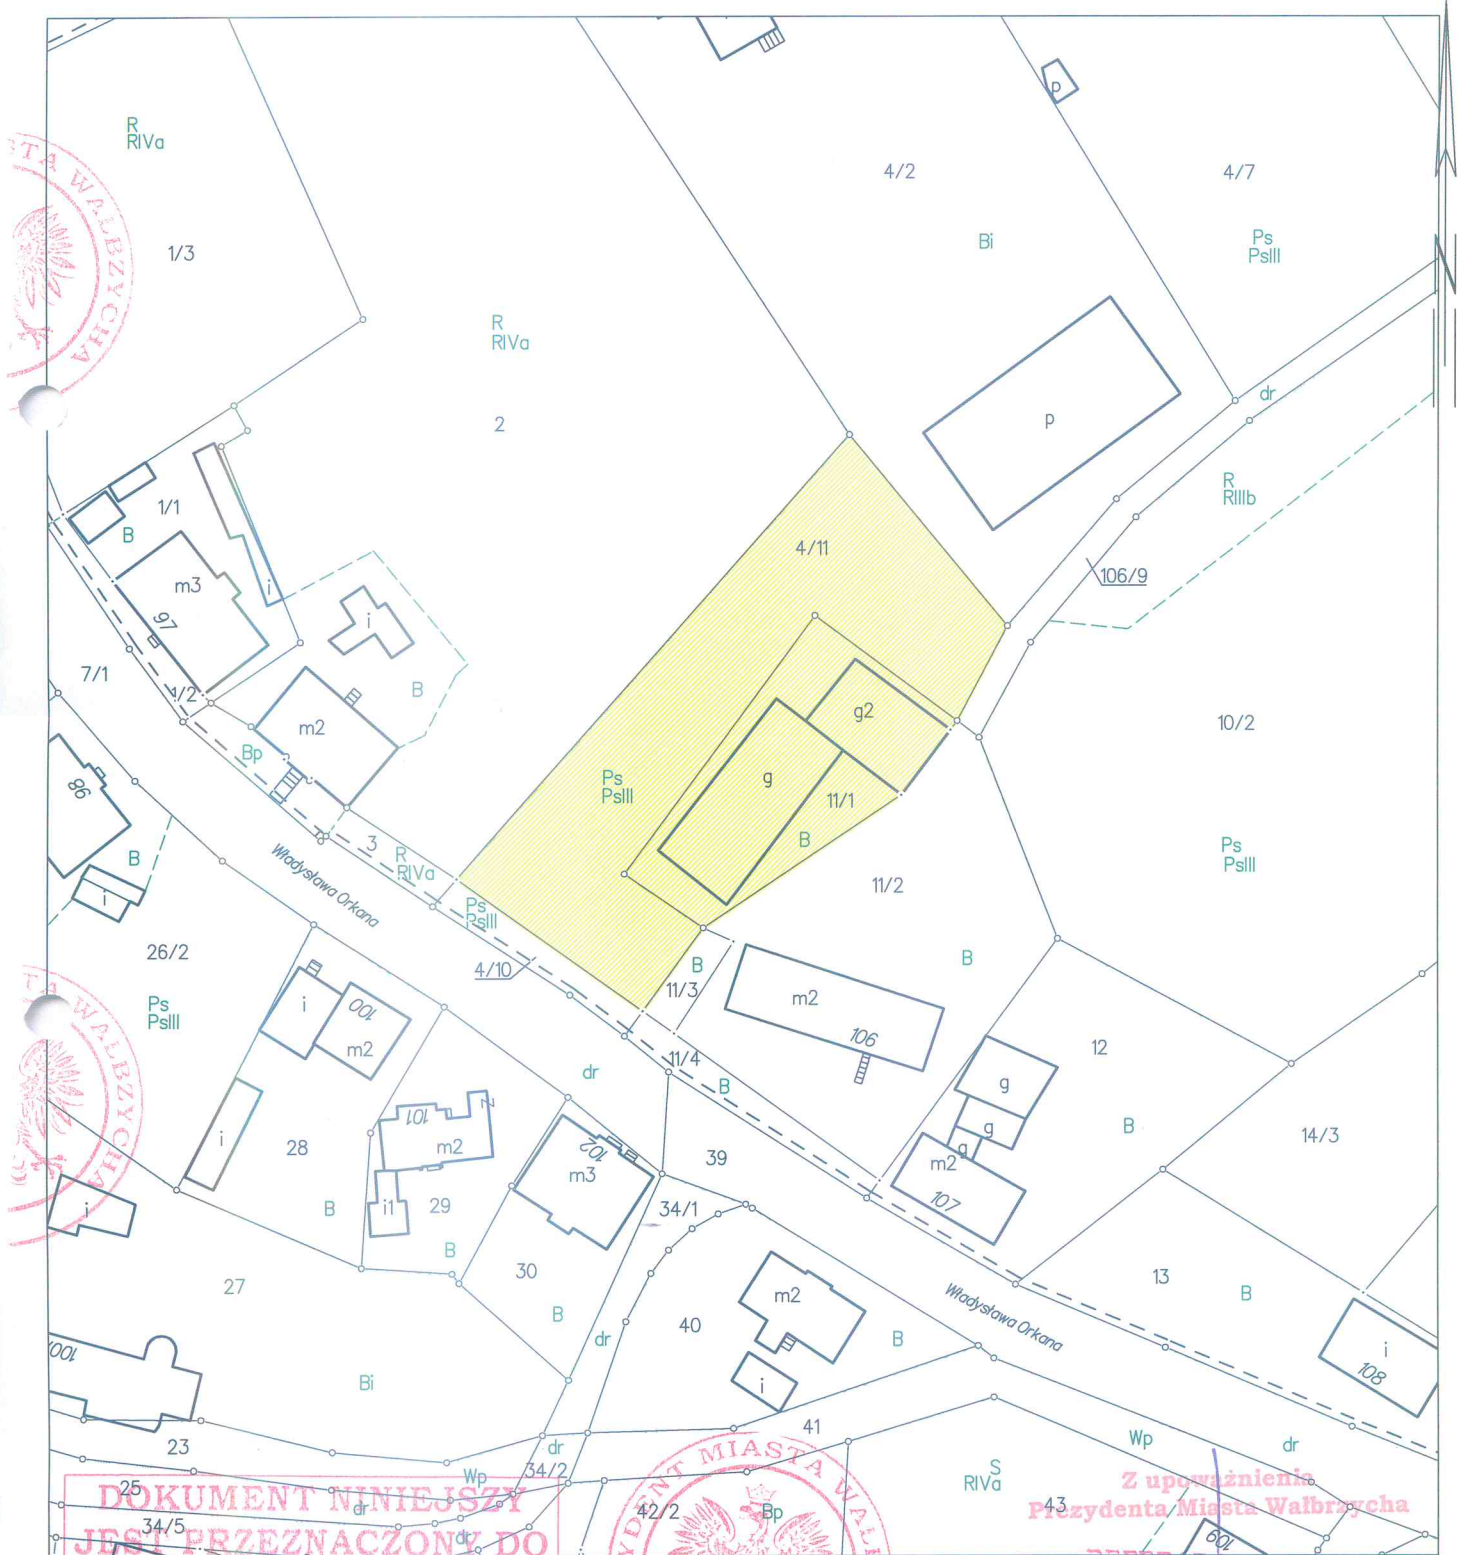 R
RIVa
1/3
4/2
4/7
Bi
Ps
PsIII
p
N
R
RIVa
2
p
dr
R
RIIIb
106/9
1/1
B
m3
97
i
i
B
4/11
7/1
1/2
m2
Bp
g2
g
11/1
B
Ps
PsIII
10/2
98
B
i
3
R
RIVa
Władysława Orkana
Ps
PsIII
4/10
11/2
B
Ps
PsIII
26/2
Ps
PsIII
i
100
m2
B
11/3
m2
106
11/4
B
dr
12
g
g
g
m2
107
B
14/3
i
28
101
m2
i1
29
B
B
102
m3
39
34/1
30
B
i
27
dr
40
m2
B
i
Władysława Orkana
13
B
i
108
100
Bi
23
dr
41
Wp
dr
34/2
Wp
S
RIVa
43
25
dr
34/5
dr
42/2
Bp
109
DOKUMENT NINIEJSZY
JEST PRZEZNACZONY DO
Z upoważnienia
Prezydenta Miasta Wałbrzycha